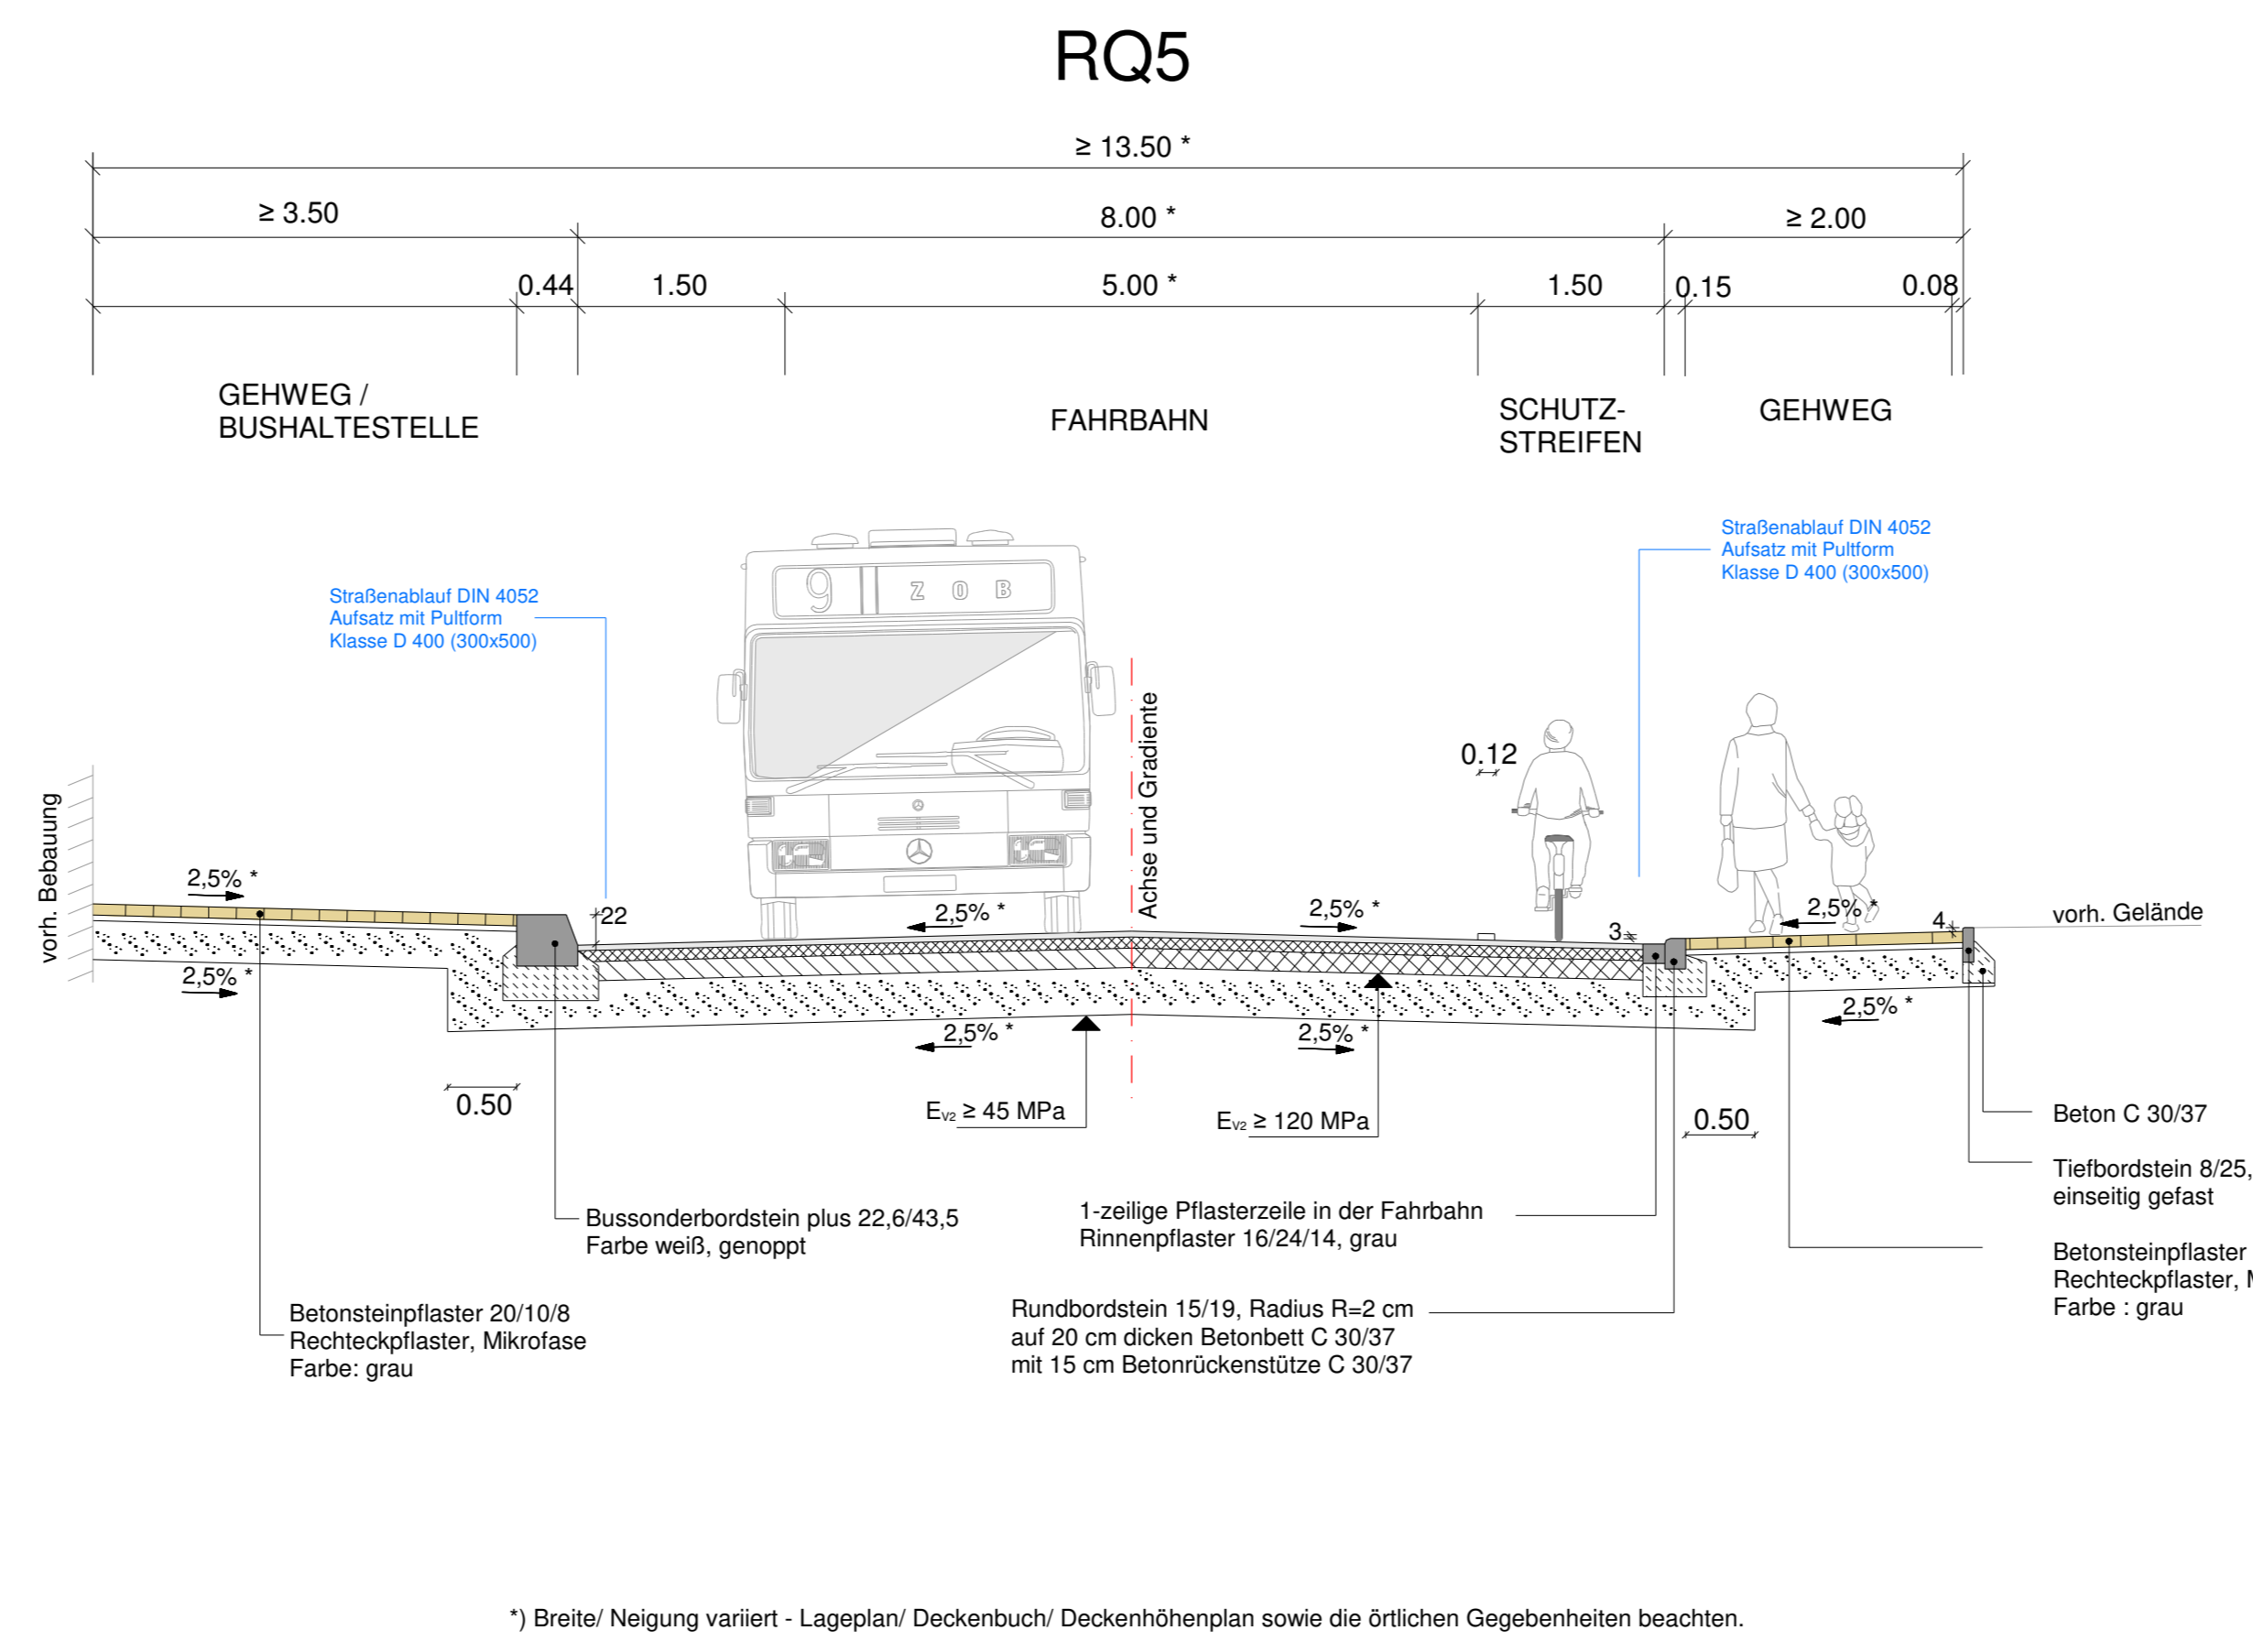 RQ5
≥ 13.50 *
≥ 3.50
8.00 *
≥ 2.00
0.44
1.50
5.00 *
1.50
0.15
0.08
GEHWEG /
BUSHALTESTELLE
FAHRBAHN
SCHUTZ-
STREIFEN
GEHWEG
Straßenablauf DIN 4052
Aufsatz mit Pultform
Klasse D 400 (300x500)
Straßenablauf DIN 4052
Aufsatz mit Pultform
Klasse D 400 (300x500)
9 ZOB
Achse und Gradiente
0.12
vorh. Bebauung
2,5% *
22
2,5% *
2,5% *
3
2,5% *
4
vorh. Gelände
2,5% *
2,5% *
2,5% *
2,5% *
0.50
EV2 ≥ 45 MPa
EV2 ≥ 120 MPa
0.50
Beton C 30/37
Tiefbordstein 8/25,
einseitig gefast
Bussonderbordstein plus 22,6/43,5
Farbe weiß, genoppt
1-zeilige Pflasterzeile in der Fahrbahn
Rinnenpflaster 16/24/14, grau
Betonsteinpflaster
Rechteckpflaster,
Farbe : grau
Betonsteinpflaster 20/10/8
Rechteckpflaster, Mikrofase
Farbe: grau
Rundbordstein 15/19, Radius R=2 cm
auf 20 cm dicken Betonbett C 30/37
mit 15 cm Betonrückenstütze C 30/37
*) Breite/ Neigung variiert - Lageplan/ Deckenbuch/ Deckenhöhenplan sowie die örtlichen Gegebenheiten beachten.